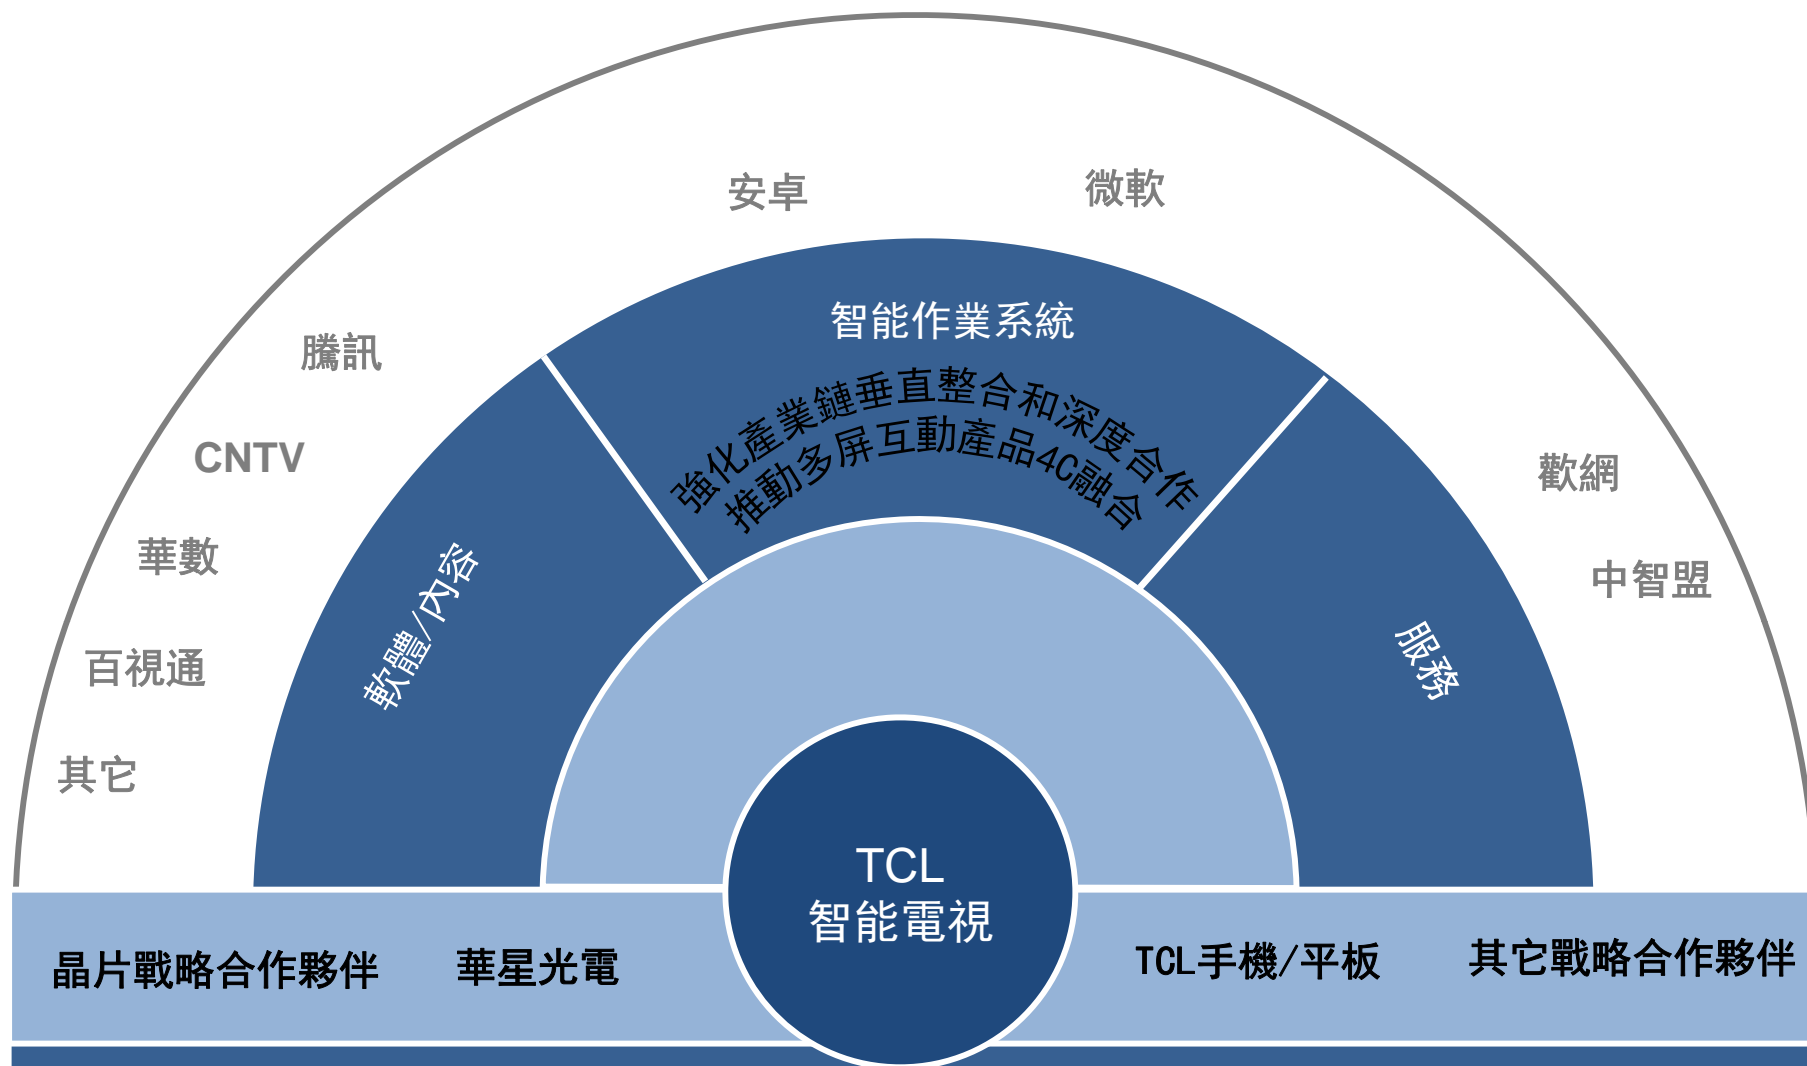 安卓
微軟
智能作業系統
強化產業鏈垂直整合和深度合作
推動多屏互動產品4C融合
騰訊
CNTV
華數
百視通
其它
軟體/內容
歡網
中智盟
服務
TCL
智能電視
晶片戰略合作夥伴
華星光電
TCL手機/平板
其它戰略合作夥伴